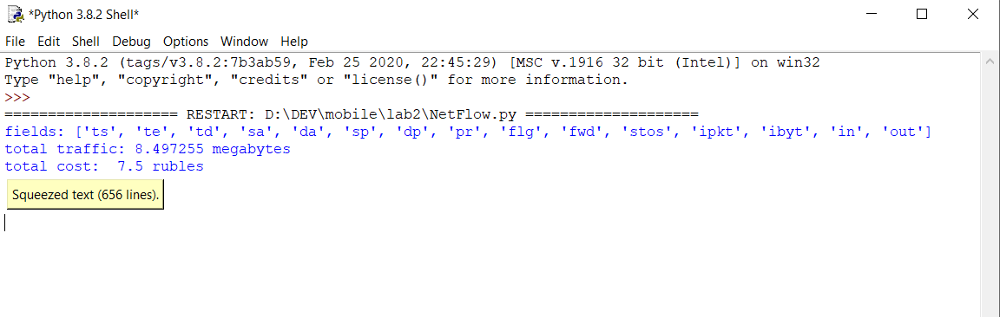 *Python 3.8.2 Shell*
File Edit Shell Debug Options Window Help
Python 3.8.2 (tags/v3.8.2:7b3ab59, Feb 25 2020, 22:45:29) [MSC v.1916 32 bit (Intel)] on win32
Type "help", "copyright", "credits" or "license()" for more information.
>>>
==================== RESTART: D:\DEV\mobile\lab2\NetFlow.py ====================
fields: ['ts', 'te', 'td', 'sa', 'da', 'sp', 'dp', 'pr', 'flg', 'fwd', 'stos', 'ipkt', 'ibyt', 'in', 'out']
total traffic: 8.497255 megabytes
total cost:  7.5 rubles
Squeezed text (656 lines).